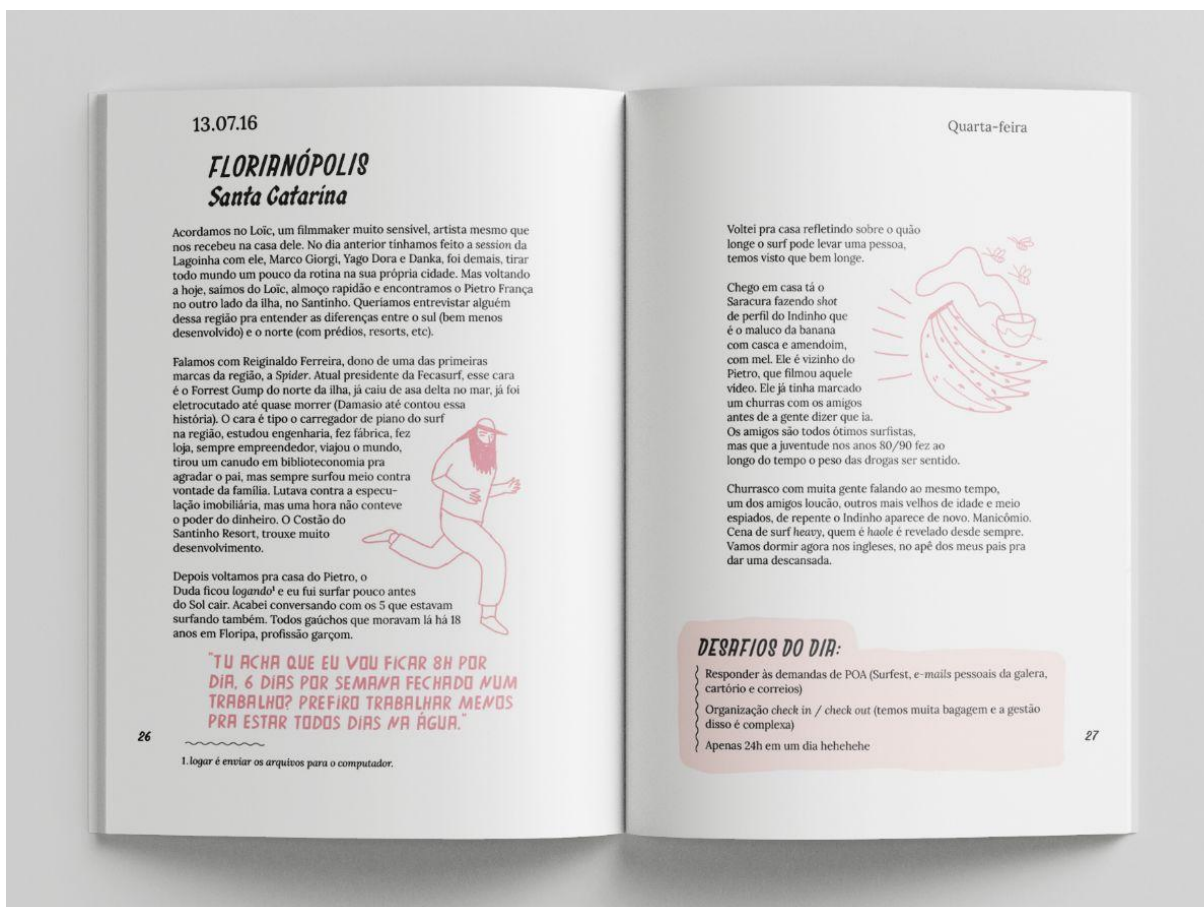 13.07.16
FLORIANÓPOLIS
Santa Catarina
Acordamos no Loïc, um filmmaker muito sensível, artista mesmo que
nos recebeu na casa dele. No dia anterior tínhamos feito a session da
Lagoinha com ele, Marco Giorgi, Yago Dora e Danka, foi demais, tirar
todo mundo um pouco da rotina na sua própria cidade. Mas voltando
a hoje, saímos do Loïc, almoço rapidão e encontramos o Pietro França
no outro lado da ilha, no Santinho. Queríamos entrevistar alguém
dessa região pra entender as diferenças entre o sul (bem menos
desenvolvido) e o norte (com prédios, resorts, etc).
Falamos com Reiginaldo Ferreira, dono de uma das primeiras
marcas da região, a Spider. Atual presidente da Fecasurf, esse cara
é o Forrest Gump do norte da ilha, já caiu de asa delta no mar, já foi
eletrocutado até quase morrer (Damasio até contou essa
história). O cara é tipo o carregador de piano do surf
na região, estudou engenharia, fez fábrica, fez
loja, sempre empreendedor, viajou o mundo,
tirou um canudo em biblioteconomia pra
agradar o pai, mas sempre surfou meio contra
vontade da família. Lutava contra a especu-
lação imobiliária, mas uma hora não conteve
o poder do dinheiro. O Costão do
Santinho Resort, trouxe muito
desenvolvimento.
Depois voltamos pra casa do Pietro, o
Duda ficou logando¹ e eu fui surfar pouco antes
do Sol cair. Acabei conversando com os 5 que estavam
surfando também. Todos gaúchos que moravam lá há 18
anos em Floripa, profissão garçom.
"TU ACHA QUE EU VOU FICAR 8H POR
DIA, 6 DIAS POR SEMANA FECHADO NUM
TRABALHO? PREFIRO TRABALHAR MENOS
PRA ESTAR TODOS DIAS NA ÁGUA."
26
1. logar é enviar os arquivos para o computador.
Quarta-feira
Voltei pra casa refletindo sobre o quão
longe o surf pode levar uma pessoa,
temos visto que bem longe.
Chego em casa tá o
Saracura fazendo shot
de perfil do Indinho que
é o maluco da banana
com casca e amendoim,
com mel. Ele é vizinho do
Pietro, que filmou aquele
vídeo. Ele já tinha marcado
um churras com os amigos
antes de a gente dizer que ia.
Os amigos são todos ótimos surfistas,
mas que a juventude nos anos 80/90 fez ao
longo do tempo o peso das drogas ser sentido.
Churrasco com muita gente falando ao mesmo tempo,
um dos amigos loucão, outros mais velhos de idade e meio
espiados, de repente o Indinho aparece de novo. Manicômio.
Cena de surf heavy, quem é haole é revelado desde sempre.
Vamos dormir agora nos ingleses, no apê dos meus pais pra
dar uma descansada.
DESAFIOS DO DIA:
Responder às demandas de POA (Surfest, e-mails pessoais da galera,
cartório e correios)
Organização check in / check out (temos muita bagagem e a gestão
disso é complexa)
Apenas 24h em um dia hehehehe
27